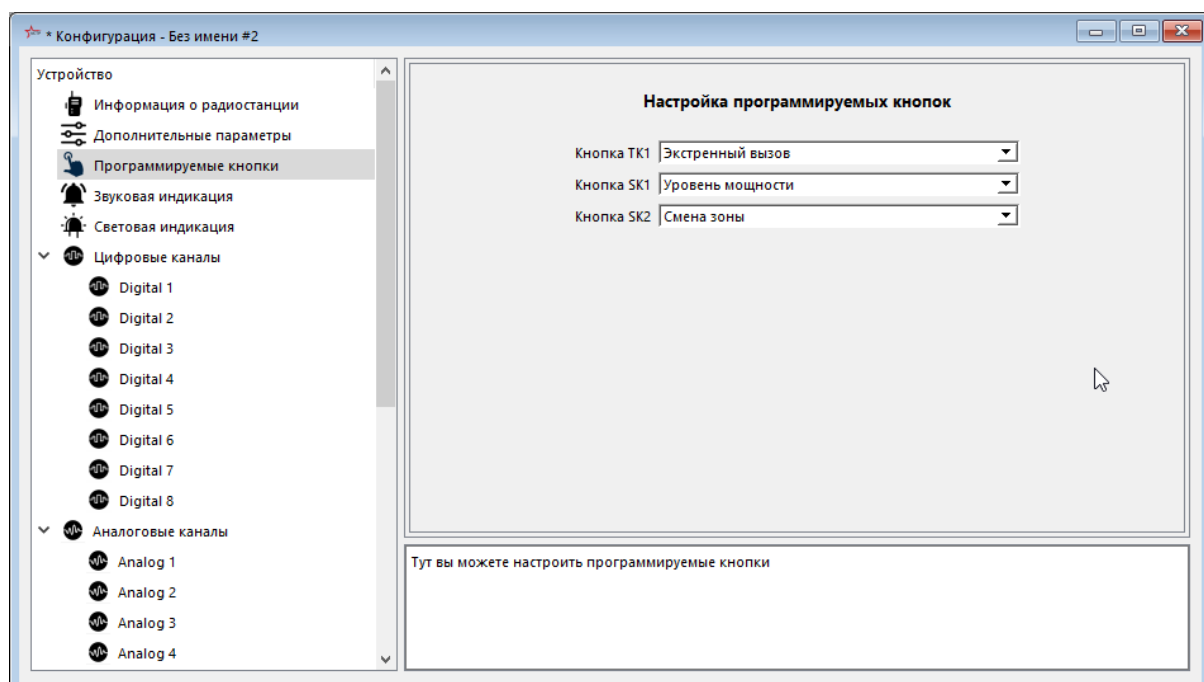 * Конфигурация - Без имени #2
Устройство
Информация о радиостанции
Дополнительные параметры
Программируемые кнопки
Звуковая индикация
Световая индикация
Цифровые каналы
Digital 1
Digital 2
Digital 3
Digital 4
Digital 5
Digital 6
Digital 7
Digital 8
Аналоговые каналы
Analog 1
Analog 2
Analog 3
Analog 4
Настройка программируемых кнопок
Кнопка TK1 Экстренный вызов
Кнопка SK1 Уровень мощности
Кнопка SK2 Смена зоны
Тут вы можете настроить программируемые кнопки